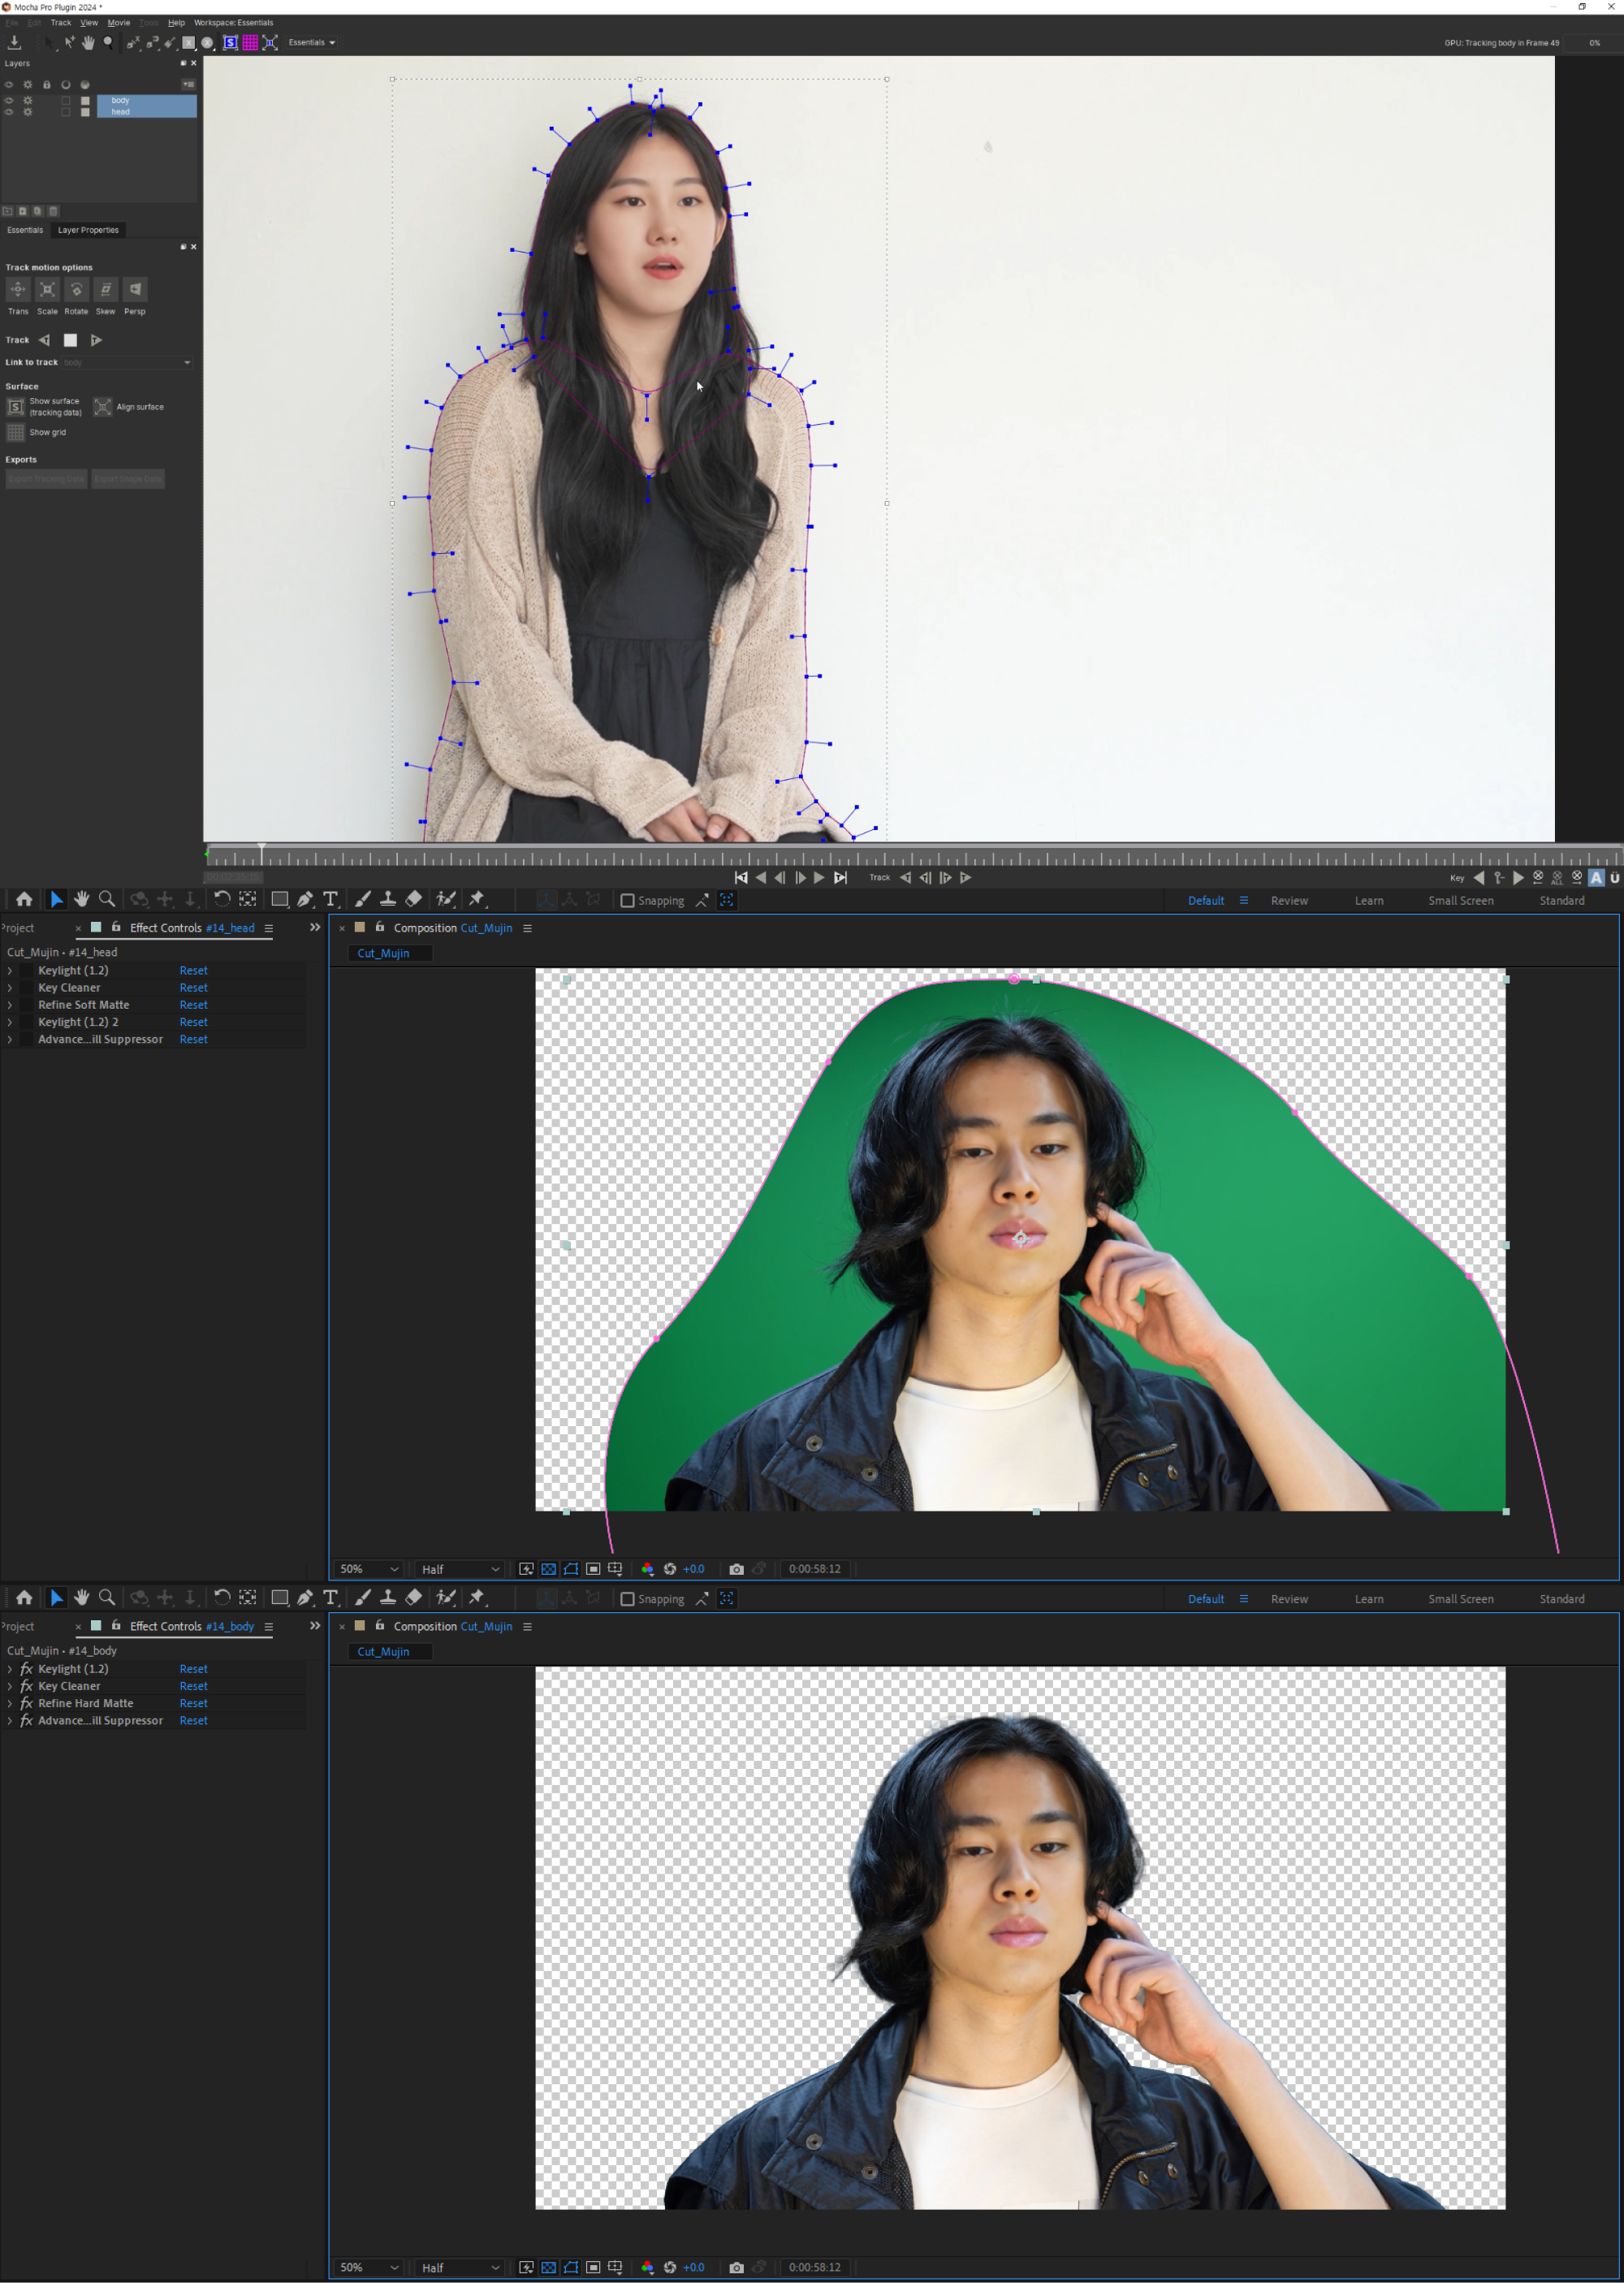 Mocha Pro Plugin 2024 *
File Edit Track View Movie Tools Help Workspace: Essentials
Essentials
GPU: Tracking body in Frame 49 0%
Layers
body
head
Essentials Layer Properties
Track motion options
Trans Scale Rotate Skew Persp
Track
Link to track body
Surface
Show surface
(tracking data)
Align surface
Show grid
Exports
Export Tracking Data Export Shape Data
Track
Key
ALL
A Ü
Snapping
Default Review Learn Small Screen Standard
Project × Effect Controls #14_head
Cut_Mujin • #14_head
Keylight (1.2) Reset
Key Cleaner Reset
Refine Soft Matte Reset
Keylight (1.2) 2 Reset
Advance...ill Suppressor Reset
× Composition Cut_Mujin
Cut_Mujin
50% Half +0.0 0:00:58:12
Snapping
Default Review Learn Small Screen Standard
Project × Effect Controls #14_body
Cut_Mujin • #14_body
fx Keylight (1.2) Reset
fx Key Cleaner Reset
fx Refine Hard Matte Reset
fx Advance...ill Suppressor Reset
× Composition Cut_Mujin
Cut_Mujin
50% Half +0.0 0:00:58:12